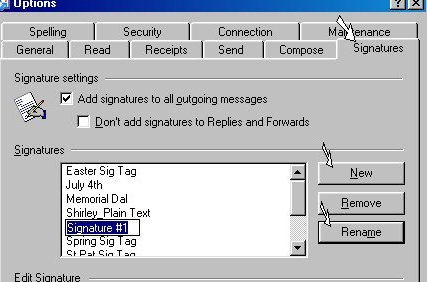 Options
Spelling Security Connection Maintenance
General Read Receipts Send Compose Signatures
Signature settings
Add signatures to all outgoing messages
Don't add signatures to Replies and Forwards
Signatures
Easter Sig Tag
July 4th
Memorial Dal
Shirley_Plain Text
Signature #1
Spring Sig Tag
St Pat Sig Tag
New
Remove
Rename
Edit Signature